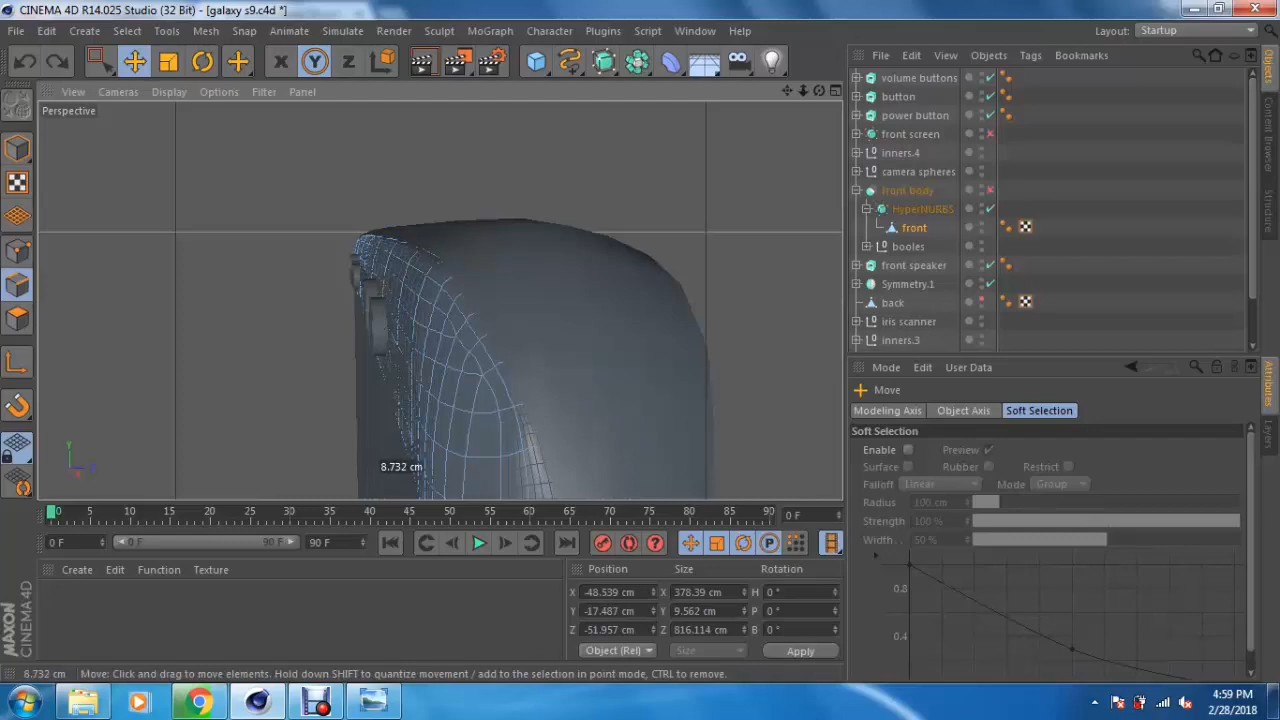 CINEMA 4D R14.025 Studio (32 Bit) - [galaxy s9.c4d *]
File Edit Create Select Tools Mesh Snap Animate Simulate Render Sculpt MoGraph Character Plugins Script Window Help Layout: Startup
X Y Z
File Edit View Objects Tags Bookmarks
View Cameras Display Options Filter Panel
Perspective
volume buttons
button
power button
front screen
inners.4
camera spheres
front body
HyperNURBS
front
booles
front speaker
Symmetry.1
back
iris scanner
inners.3
Objects
Content Browser
Structure
Mode Edit User Data
Move
Modeling Axis Object Axis Soft Selection
Soft Selection
Enable Preview
Surface Rubber Restrict
Falloff Linear Mode Group
Radius 100 cm
Strength 100 %
Width . . 50 %
0.8
0.4
Attributes
Layers
Y
8.732 cm
0 5 10 15 20 25 30 35 40 45 50 55 60 65 70 75 80 85 90 0 F
0 F 0 F 90 F 90 F
P
Create Edit Function Texture
Position Size Rotation
X -48.539 cm X 378.39 cm H 0 °
Y -17.487 cm Y 9.562 cm P 0 °
Z -51.957 cm Z 816.114 cm B 0 °
Object (Rel) Size Apply
MAXON
CINEMA 4D
8.732 cm Move: Click and drag to move elements. Hold down SHIFT to quantize movement / add to the selection in point mode, CTRL to remove.
4:59 PM
2/28/2018